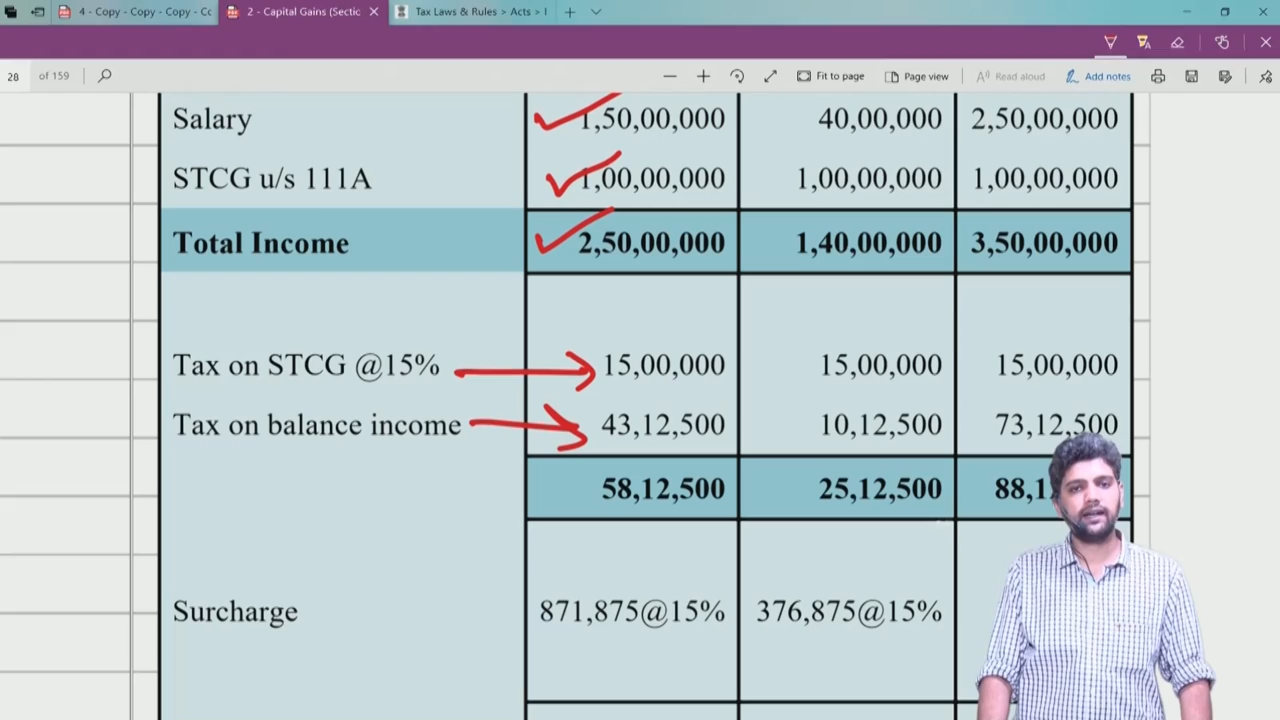 4 - Copy - Copy - Copy - Cc
2 - Capital Gains (Sectic
Tax Laws & Rules > Acts > I
28 of 159
Fit to page
Page view
Read aloud
Add notes
Salary 1,50,00,000 40,00,000 2,50,00,000
STCG u/s 111A 1,00,00,000 1,00,00,000 1,00,00,000
Total Income 2,50,00,000 1,40,00,000 3,50,00,000
Tax on STCG @15% 15,00,000 15,00,000 15,00,000
Tax on balance income 43,12,500 10,12,500 73,12,500
58,12,500 25,12,500 88,1
Surcharge 871,875@15% 376,875@15%